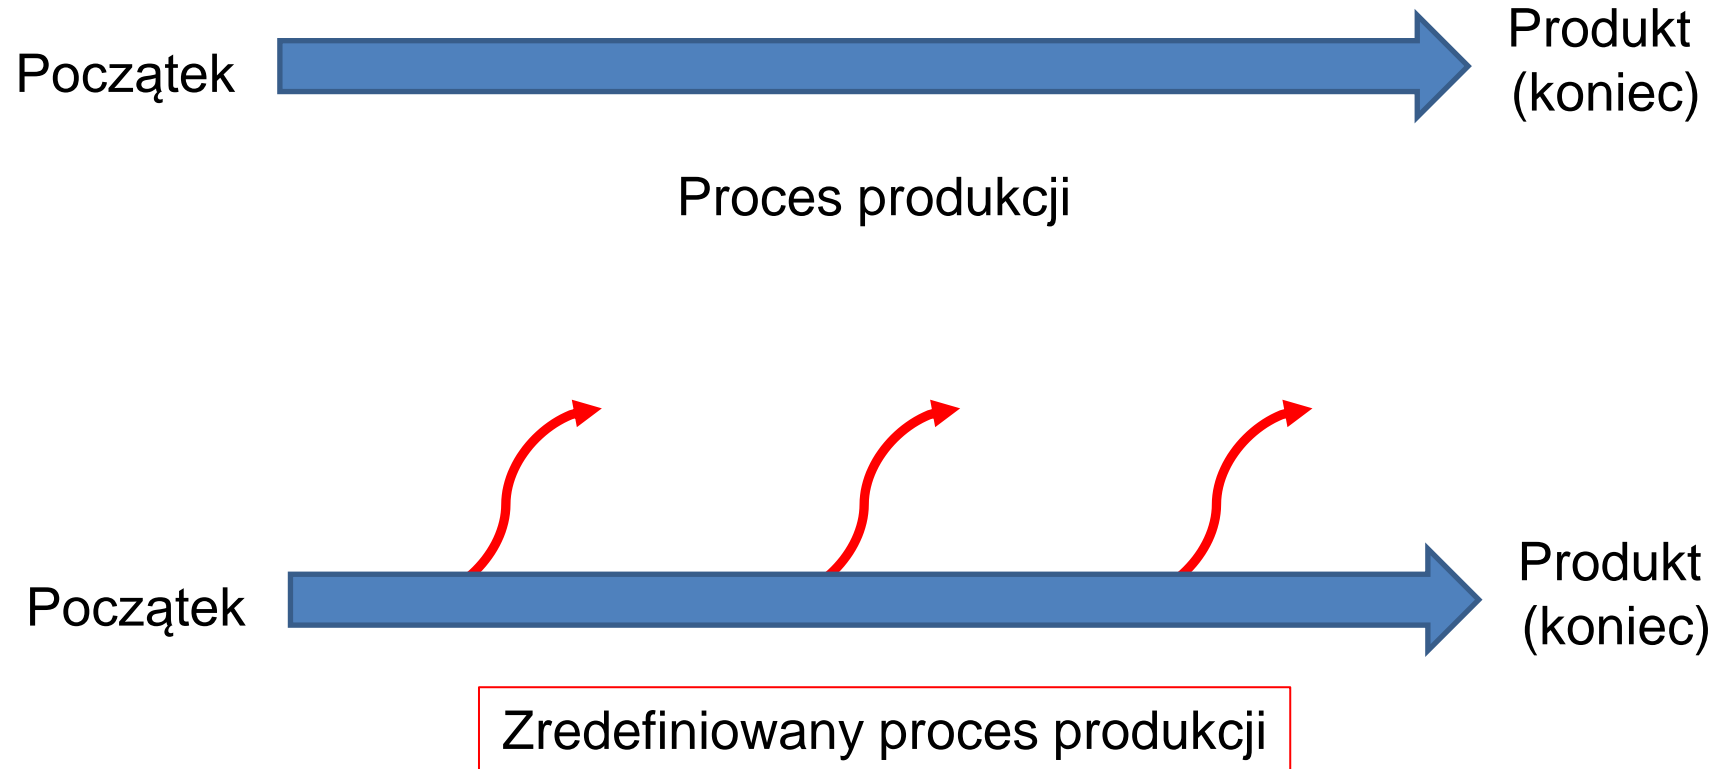 Początek
Produkt
(koniec)
Proces produkcji
Początek
Produkt
(koniec)
Zredefiniowany proces produkcji